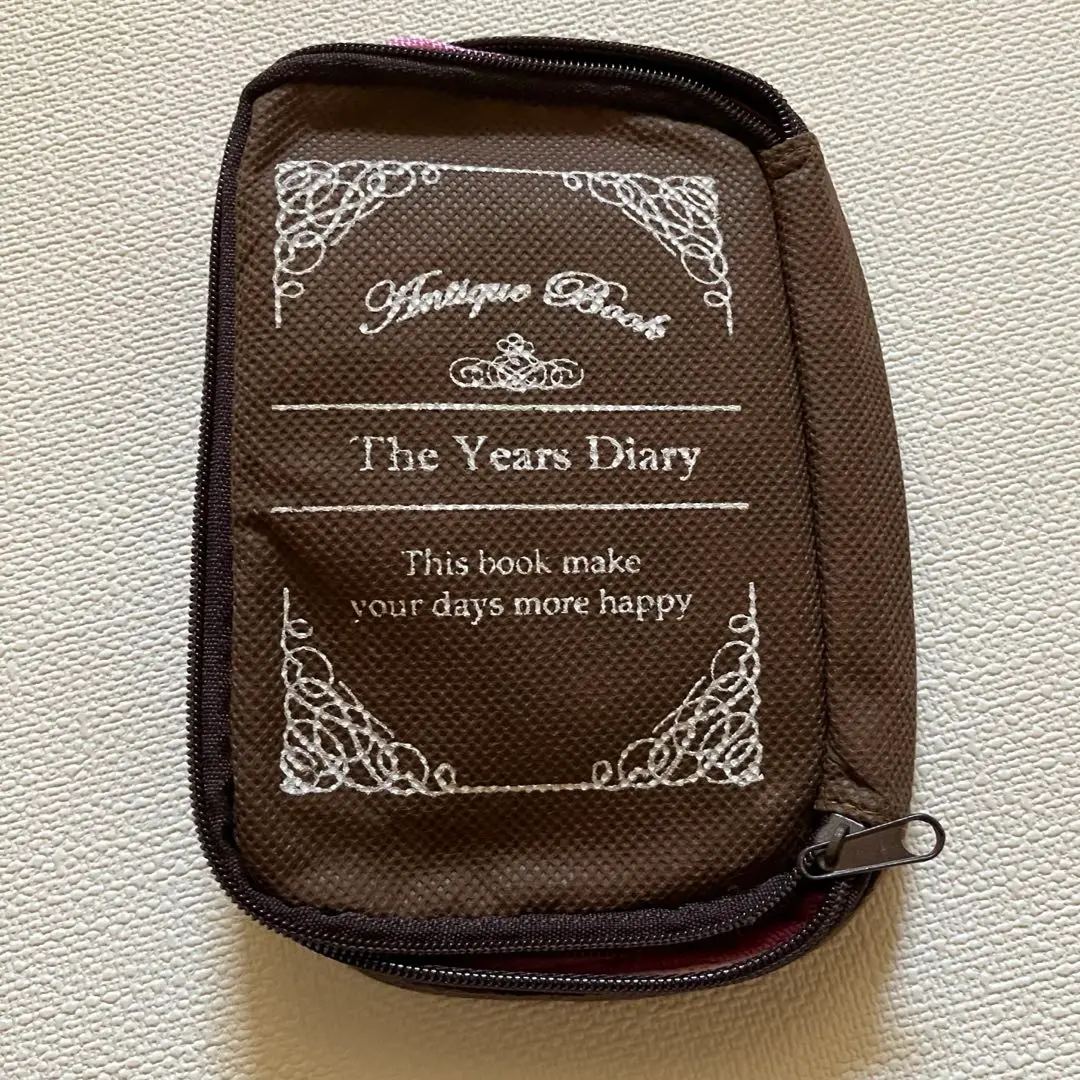 Antique Book
The Years Diary
This book make
your days more happy